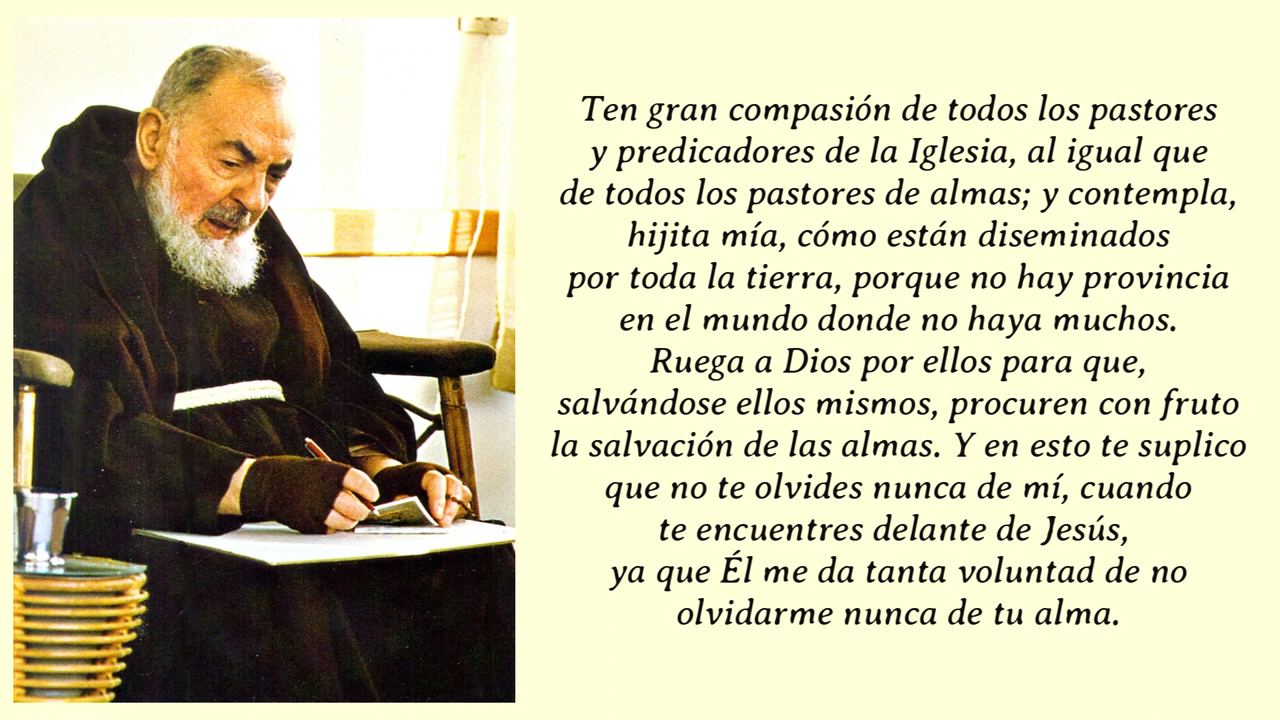 Ten gran compasión de todos los pastores
y predicadores de la Iglesia, al igual que
de todos los pastores de almas; y contempla,
hijita mía, cómo están diseminados
por toda la tierra, porque no hay provincia
en el mundo donde no haya muchos.
Ruega a Dios por ellos para que,
salvándose ellos mismos, procuren con fruto
la salvación de las almas. Y en esto te suplico
que no te olvides nunca de mí, cuando
te encuentres delante de Jesús,
ya que Él me da tanta voluntad de no
olvidarme nunca de tu alma.